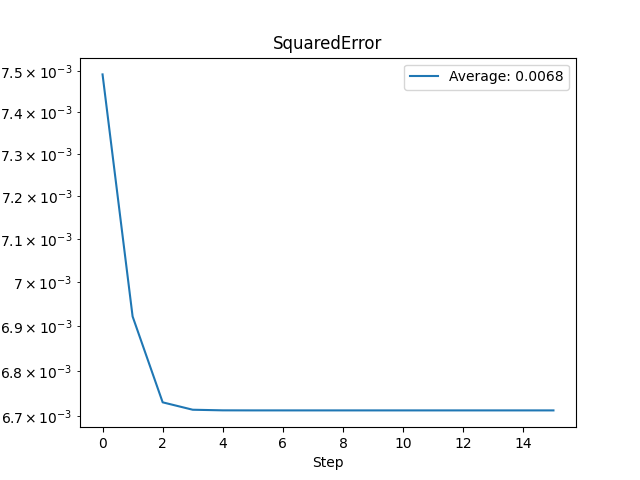 SquaredError
Average: 0.0068
7.5 × 10⁻³
7.4 × 10⁻³
7.3 × 10⁻³
7.2 × 10⁻³
7.1 × 10⁻³
7 × 10⁻³
6.9 × 10⁻³
6.8 × 10⁻³
6.7 × 10⁻³
0 2 4 6 8 10 12 14
Step